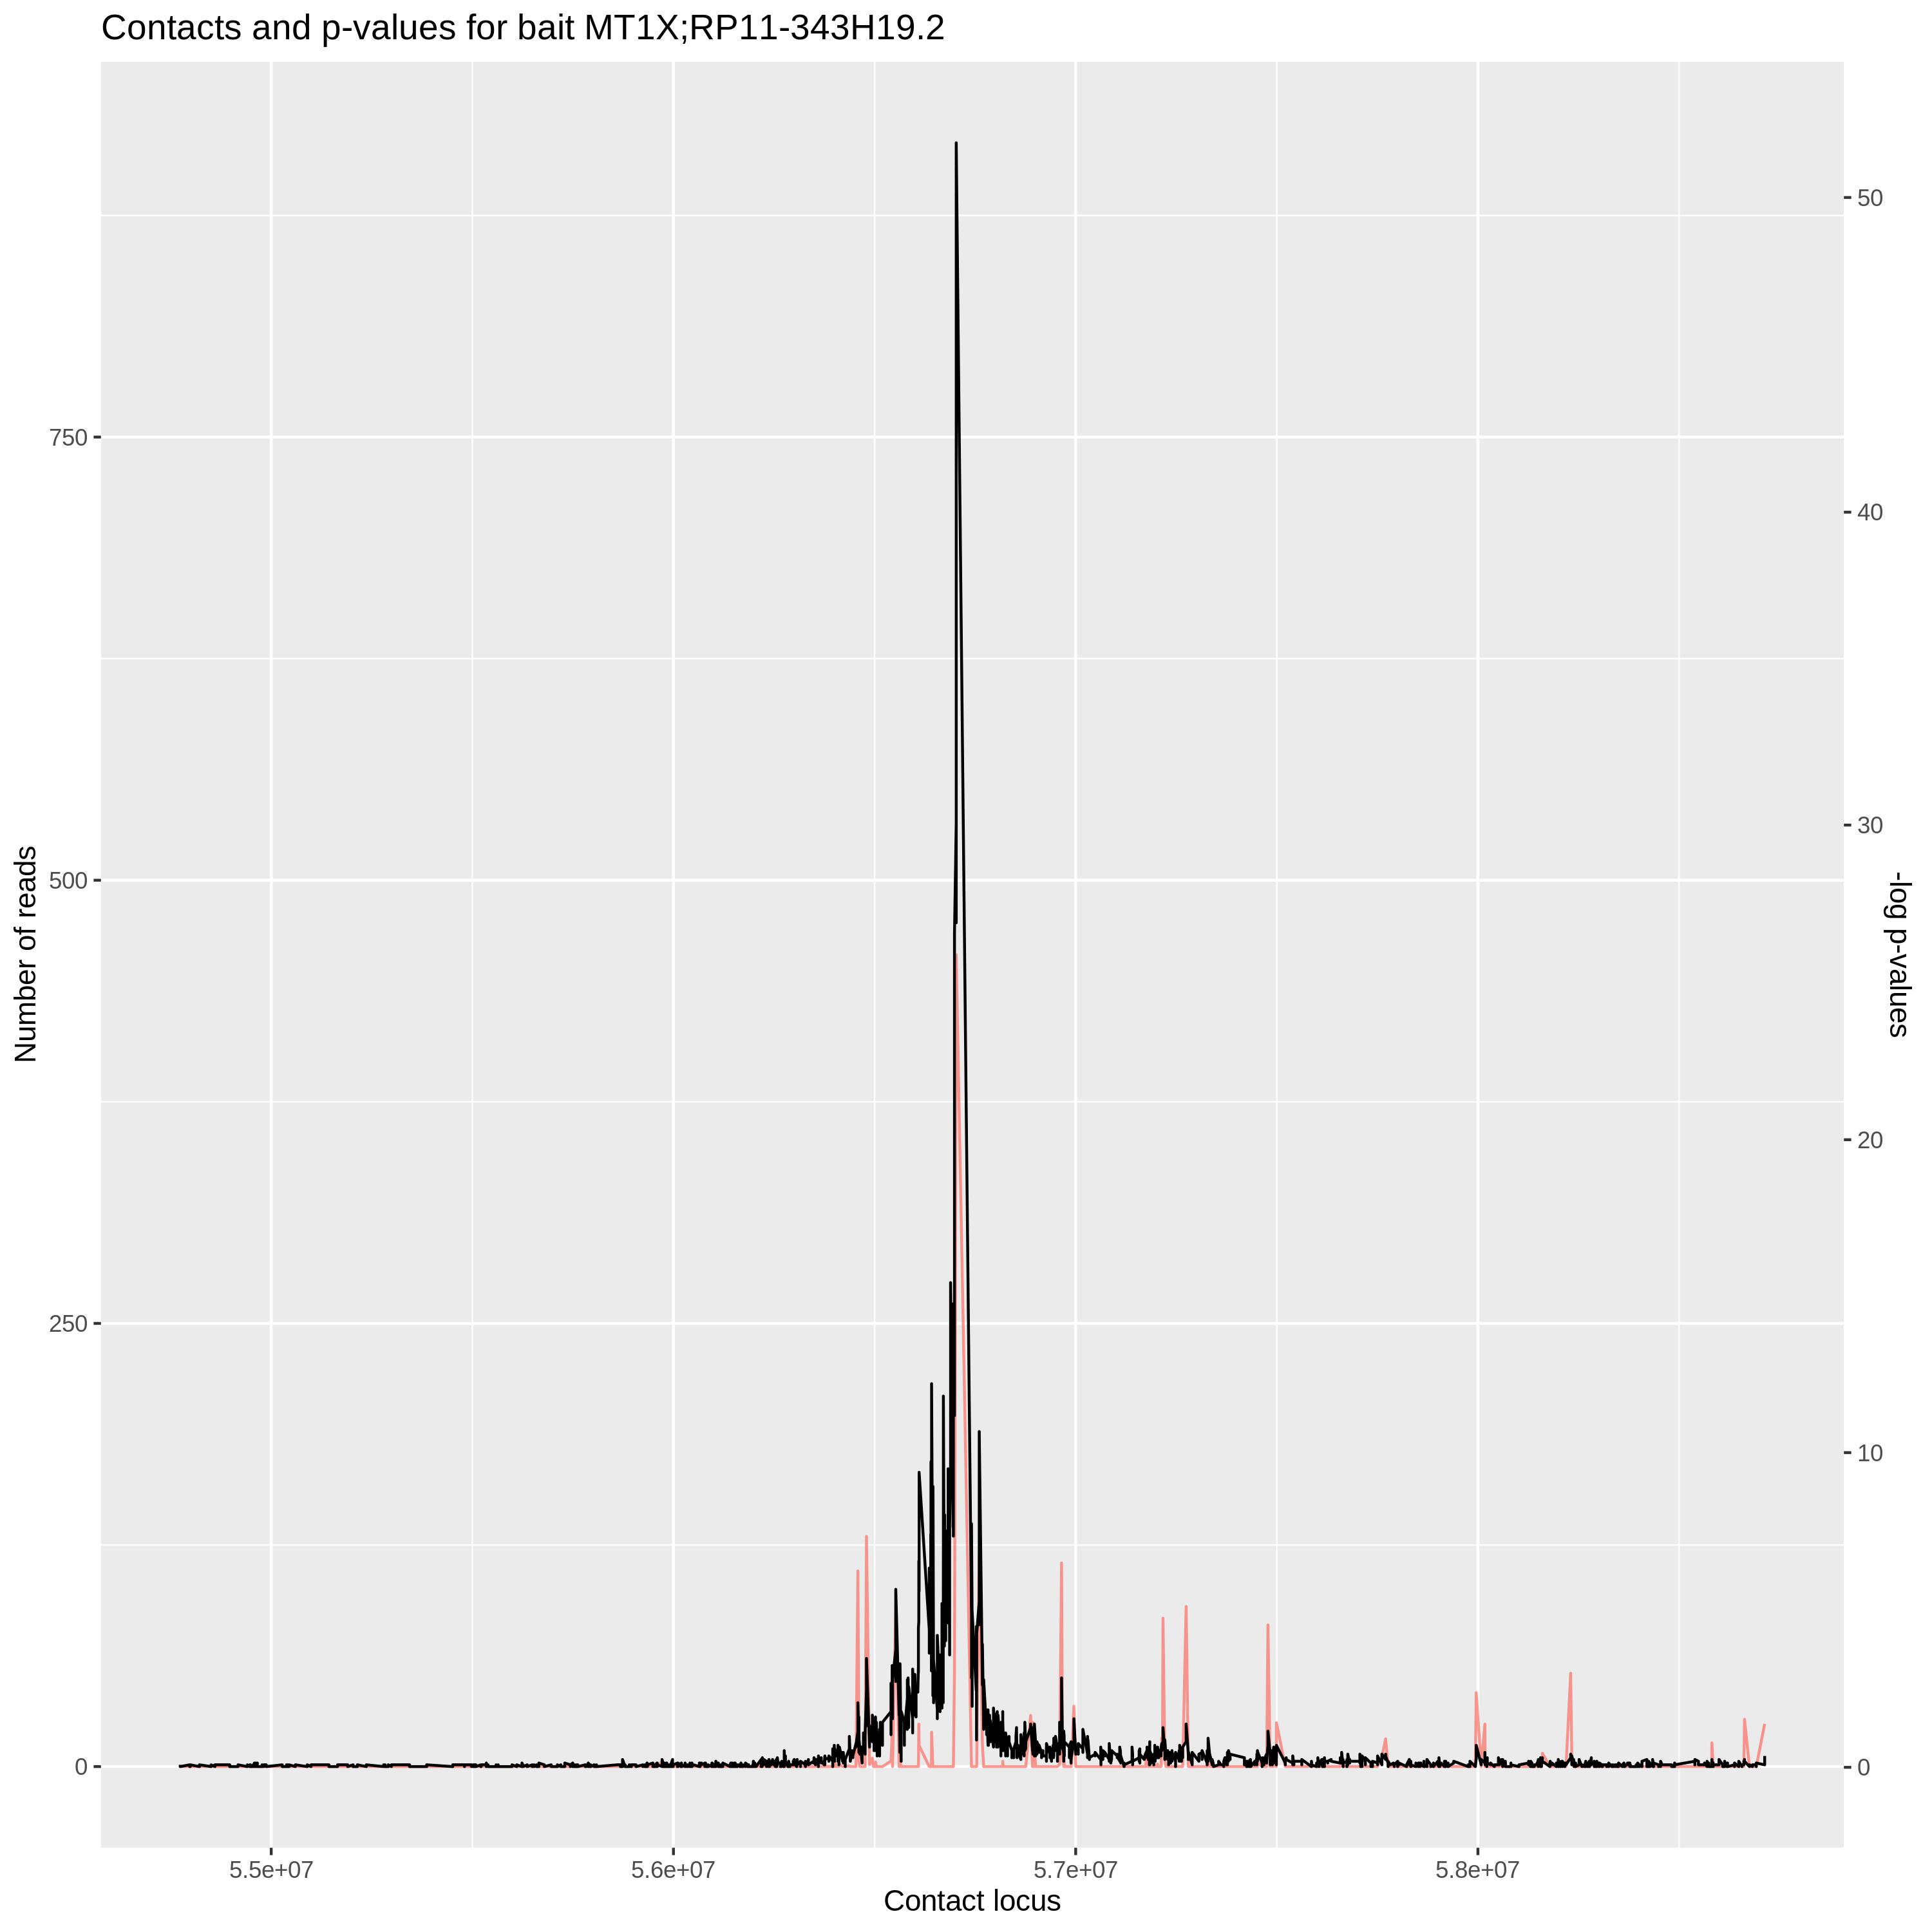 Contacts and p-values for bait MT1X;RP11-343H19.2
Number of reads
750
500
250
0
50
40
30
20
10
0
-log p-values
5.5e+07
5.6e+07
5.7e+07
5.8e+07
Contact locus